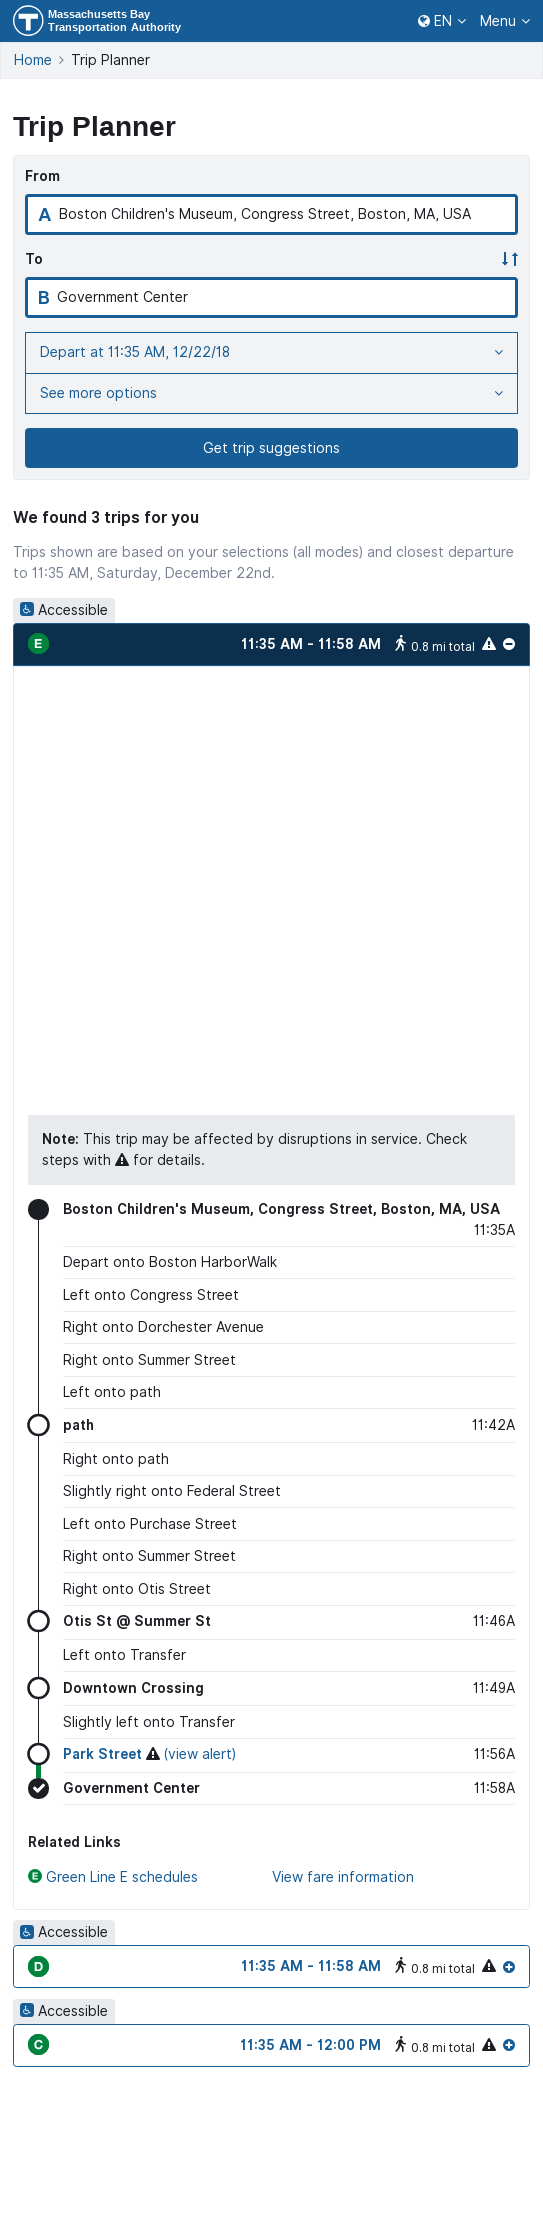 Massachusetts Bay
Transportation Authority
EN Menu
Home > Trip Planner
Trip Planner
From
A Boston Children's Museum, Congress Street, Boston, MA, USA
To
B Government Center
Depart at 11:35 AM, 12/22/18
See more options
Get trip suggestions
We found 3 trips for you
Trips shown are based on your selections (all modes) and closest departure
to 11:35 AM, Saturday, December 22nd.
Accessible
E 11:35 AM - 11:58 AM 0.8 mi total
Note: This trip may be affected by disruptions in service. Check
steps with for details.
Boston Children's Museum, Congress Street, Boston, MA, USA
11:35A
Depart onto Boston HarborWalk
Left onto Congress Street
Right onto Dorchester Avenue
Right onto Summer Street
Left onto path
path 11:42A
Right onto path
Slightly right onto Federal Street
Left onto Purchase Street
Right onto Summer Street
Right onto Otis Street
Otis St @ Summer St 11:46A
Left onto Transfer
Downtown Crossing 11:49A
Slightly left onto Transfer
Park Street (view alert) 11:56A
Government Center 11:58A
Related Links
E Green Line E schedules View fare information
Accessible
D 11:35 AM - 11:58 AM 0.8 mi total
Accessible
C 11:35 AM - 12:00 PM 0.8 mi total